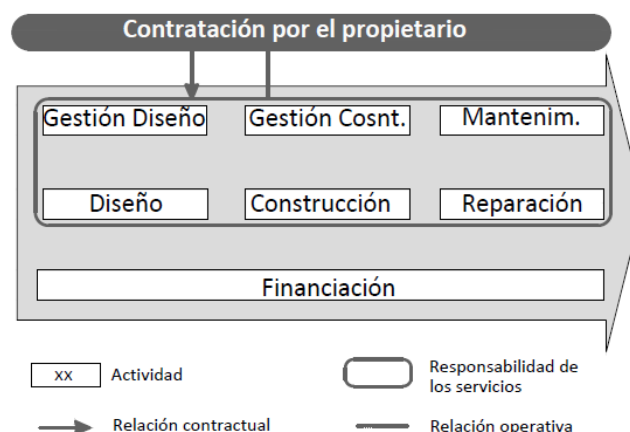 Contratación por el propietario
Gestión Diseño
Gestión Cosnt.
Mantenim.
Diseño
Construcción
Reparación
Financiación
xx
Actividad
Responsabilidad de
los servicios
Relación contractual
Relación operativa